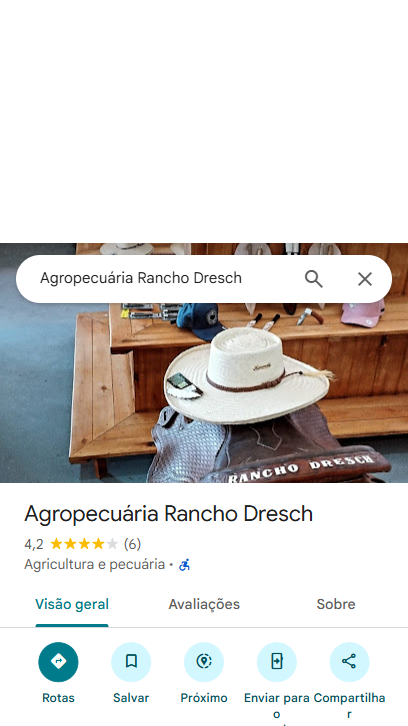 Agropecuária Rancho Dresch
RANCHO DRESCH
Agropecuária Rancho Dresch
4,2 (6)
Agricultura e pecuária ·
Visão geral Avaliações Sobre
Rotas Salvar Próximo Enviar para Compartilha
o r